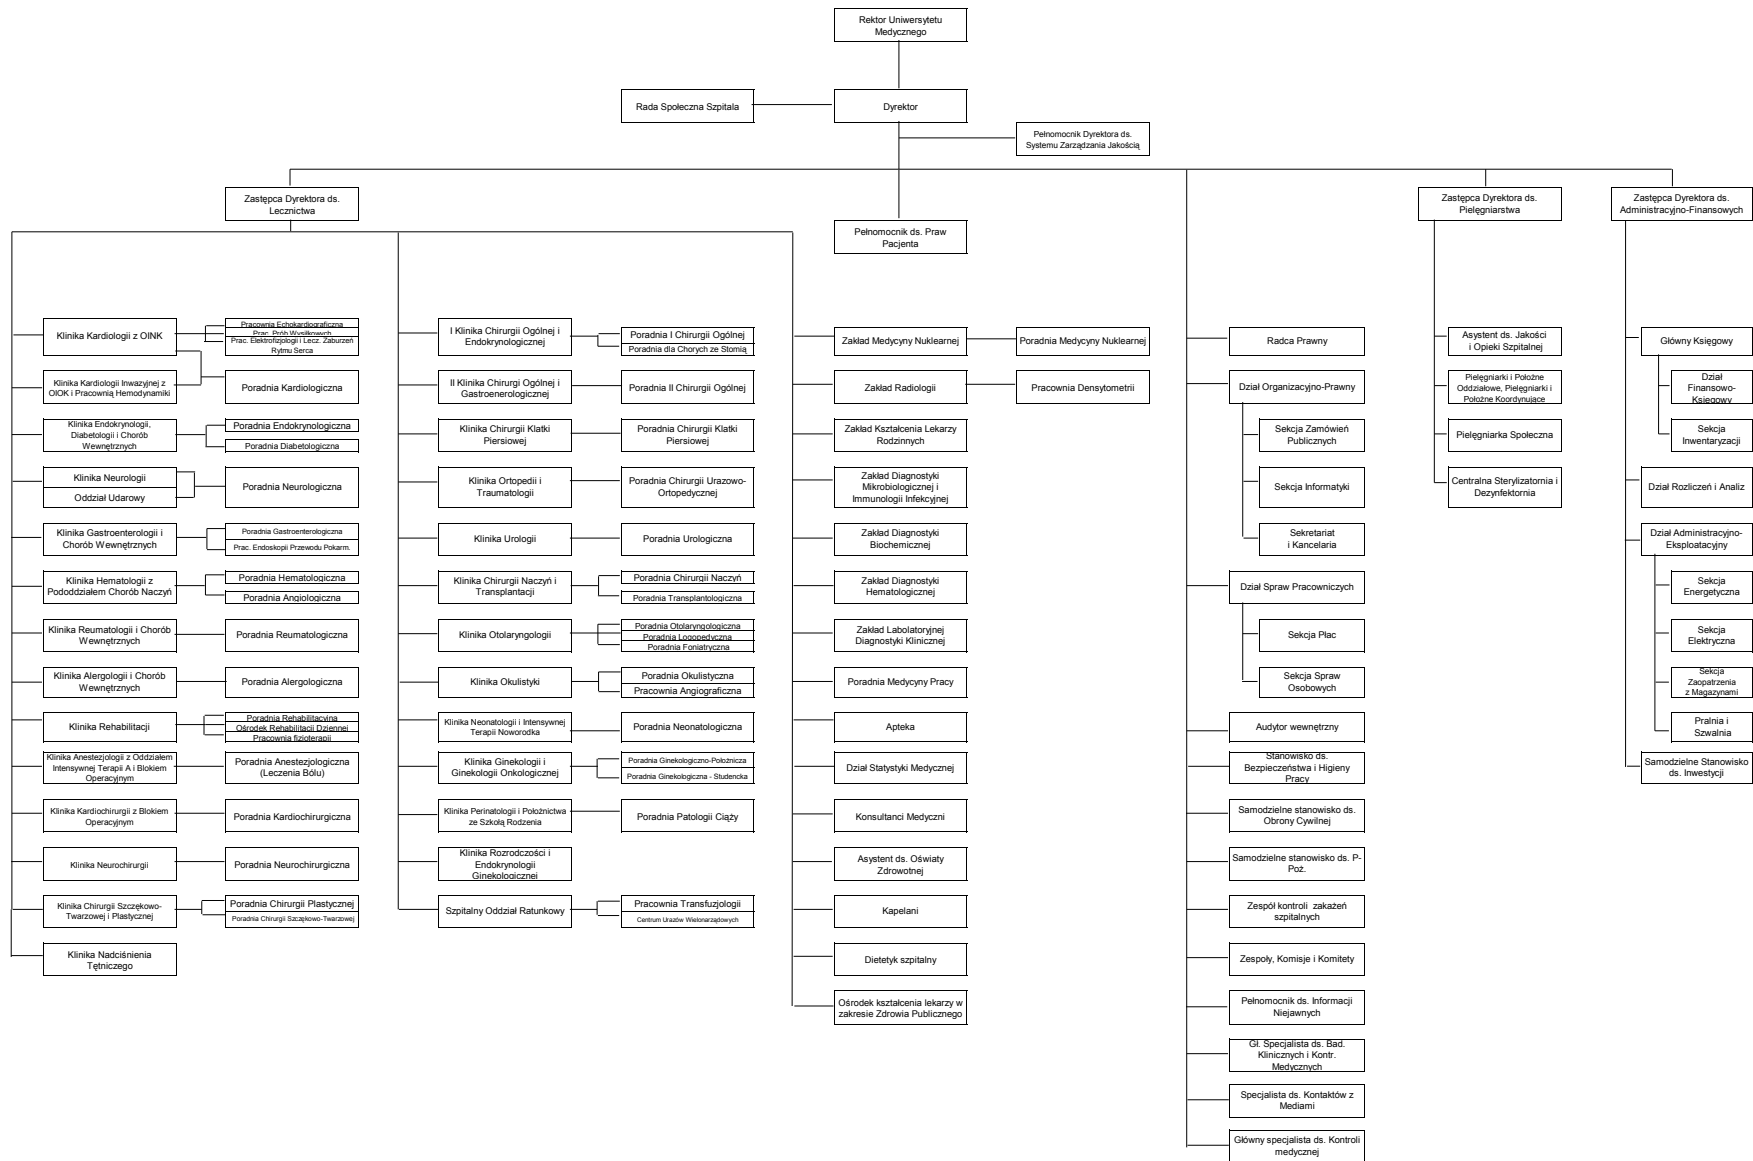 Rektor Uniwersytetu
Medycznego
Rada Społeczna Szpitala
Dyrektor
Pełnomocnik Dyrektora ds.
Systemu Zarządzania Jakością
Zastępca Dyrektora ds.
Lecznictwa
Pełnomocnik ds. Praw
Pacjenta
Zastępca Dyrektora ds.
Pielęgniarstwa
Zastępca Dyrektora ds.
Administracyjno-Finansowych
Klinika Kardiologii z OINK
Pracownia Echokardiograficzna
Prac. Prób Wysiłkowych
Prac. Elektrofizjologii i Lecz. Zaburzeń
Rytmu Serca
Klinika Kardiologii Inwazyjnej z
OIOK i Pracownią Hemodynamiki
Poradnia Kardiologiczna
Klinika Endokrynologii,
Diabetologii i Chorób
Wewnętrznych
Poradnia Endokrynologiczna
Poradnia Diabetologiczna
Klinika Neurologii
Oddział Udarowy
Poradnia Neurologiczna
Klinika Gastroenterologii i
Chorób Wewnętrznych
Poradnia Gastroenterologiczna
Prac. Endoskopii Przewodu Pokarm.
Klinika Hematologii z
Pododdziałem Chorób Naczyń
Poradnia Hematologiczna
Poradnia Angiologiczna
Klinika Reumatologii i Chorób
Wewnętrznych
Poradnia Reumatologiczna
Klinika Alergologii i Chorób
Wewnętrznych
Poradnia Alergologiczna
Klinika Rehabilitacji
Poradnia Rehabilitacyjna
Ośrodek Rehabilitacji Dziennej
Pracownia fizjoterapii
Klinika Anestezjologii z Oddziałem
Intensywnej Terapii A i Blokiem
Operacyjnym
Poradnia Anestezjologiczna
(Leczenia Bólu)
Klinika Kardiochirurgii z Blokiem
Operacyjnym
Poradnia Kardiochirgiczna
Klinika Neurochirurgii
Poradnia Neurochirurgiczna
Klinika Chirurgii Szczękowo-
Twarzowej i Plastycznej
Poradnia Chirurgii Plastycznej
Poradnia Chirurgii Szczękowo-Twarzowej
Klinika Nadciśnienia
Tętniczego
I Klinika Chirurgii Ogólnej i
Endokrynologicznej
Poradnia I Chirurgii Ogólnej
Poradnia dla Chorych ze Stomią
II Klinika Chirurgi Ogólnej i
Gastroenerologicznej
Poradnia II Chirurgii Ogólnej
Klinika Chirurgii Klatki
Piersiowej
Poradnia Chirurgii Klatki
Piersiowej
Klinika Ortopedii i
Traumatologii
Poradnia Chirurgii Urazowo-
Ortopedycznej
Klinika Urologii
Poradnia Urologiczna
Klinika Chirurgii Naczyń i
Transplantacji
Poradnia Chirurgii Naczyń
Poradnia Transplantologiczna
Klinika Otolaryngologii
Poradnia Otolaryngologiczna
Poradnia Logopedyczna
Poradnia Foniatryczna
Klinika Okulistyki
Poradnia Okulistyczna
Pracownia Angiograficzna
Klinika Neonatologii i Intensywnej
Terapii Noworodka
Poradnia Neonatologiczna
Klinika Ginekologii i
Ginekologii Onkologicznej
Poradnia Ginekologiczno-Położnicza
Poradnia Ginekologiczna - Studencka
Klinika Perinatologii i Położnictwa
ze Szkołą Rodzenia
Poradnia Patologii Ciąży
Klinika Rozrodczości i
Endokrynologii
Ginekologicznej
Szpitalny Oddział Ratunkowy
Pracownia Transfuzjologii
Centrum Urazów Wielonarządowych
Zakład Medycyny Nuklearnej
Poradnia Medycyny Nuklearnej
Zakład Radiologii
Pracownia Densytometrii
Zakład Kształcenia Lekarzy
Rodzinnych
Zakład Diagnostyki
Mikrobiologicznej i
Immunologii Infekcyjnej
Zakład Diagnostyki
Biochemicznej
Zakład Diagnostyki
Hematologicznej
Zakład Labolatoryjnej
Diagnostyki Klinicznej
Poradnia Medycyny Pracy
Apteka
Dział Statystyki Medycznej
Konsultanci Medyczni
Asystent ds. Oświaty
Zdrowotnej
Kapelani
Dietetyk szpitalny
Ośrodek kształcenia lekarzy w
zakresie Zdrowia Publicznego
Radca Prawny
Dział Organizacyjno-Prawny
Sekcja Zamówień
Publicznych
Sekcja Informatyki
Sekretariat
i Kancelaria
Dział Spraw Pracowniczych
Sekcja Płac
Sekcja Spraw
Osobowych
Audytor wewnętrzny
Stanowisko ds.
Bezpieczeństwa i Higieny
Pracy
Samodzielne stanowisko ds.
Obrony Cywilnej
Samodzielne stanowisko ds. P-
Poż.
Zespół kontroli zakażeń
szpitalnych
Zespoły, Komisje i Komitety
Pełnomocnik ds. Informacji
Niejawnych
Gł. Specjalista ds. Bad.
Klinicznych i Kontr.
Medycznych
Specjalista ds. Kontaktów z
Mediami
Główny specjalista ds. Kontroli
medycznej
Asystent ds. Jakości
i Opieki Szpitalnej
Pielęgniarki i Położne
Oddziałowe, Pielęgniarki i
Położne Koordynujące
Pielęgniarka Społeczna
Centralna Sterylizatornia i
Dezynfektornia
Główny Księgowy
Dział
Finansowo-
Księgowy
Sekcja
Inwentaryzacji
Dział Rozliczeń i Analiz
Dział Administracyjno-
Eksploatacyjny
Sekcja
Energetyczna
Sekcja
Elektryczna
Sekcja
Zaopatrzenia
z Magazynami
Pralnia i
Szwalnia
Samodzielne Stanowisko
ds. Inwestycji